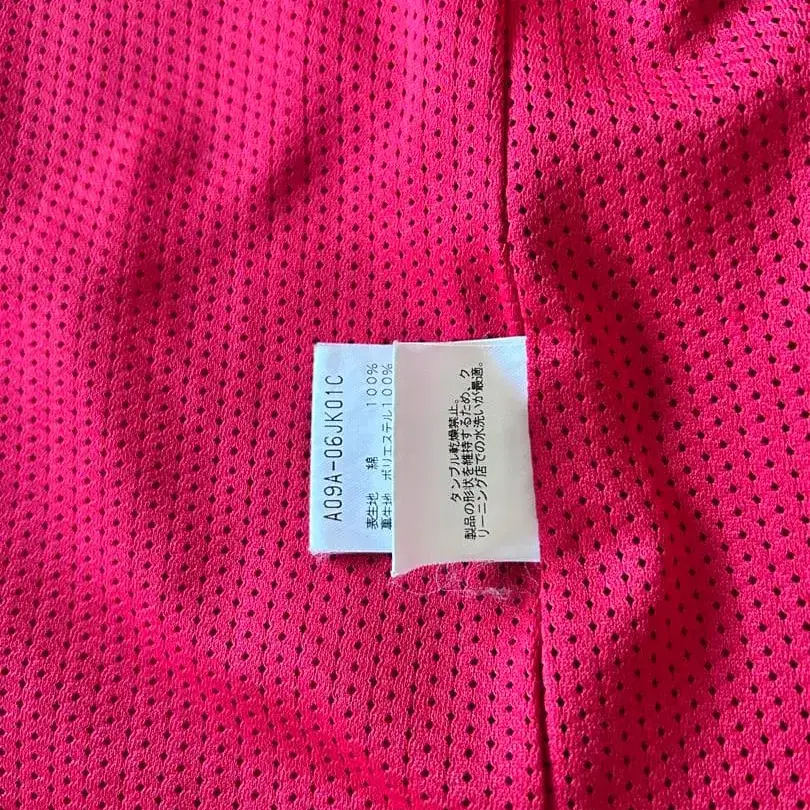 A09A-06JK01C
表生地 綿 100%
裏生地 ポリエステル100%
タンブル乾燥禁止。
製品の形状を維持するため、ク
リーニング店での水洗いが最適。